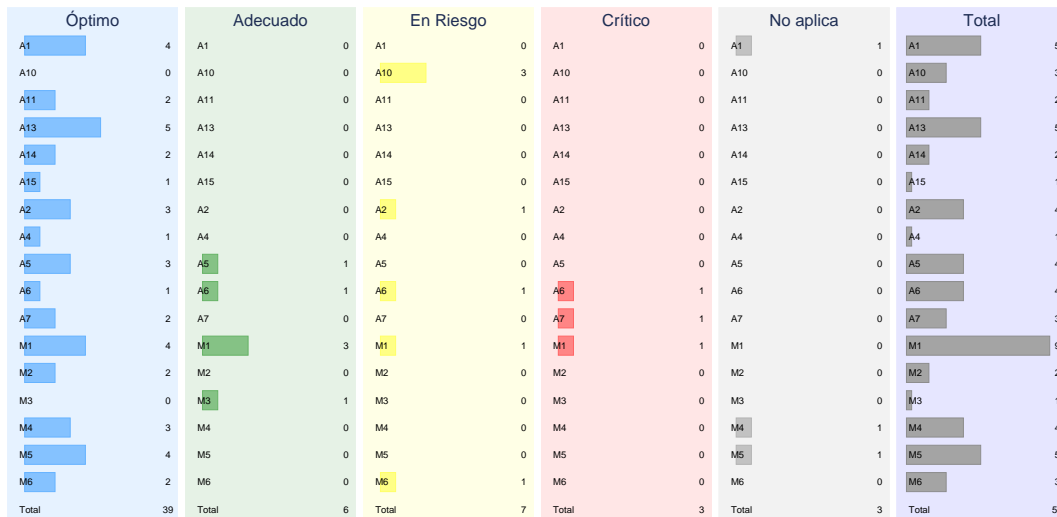 Óptimo Adecuado En Riesgo Crítico No aplica Total
A1 4 A1 0 A1 0 A1 0 A1 1 A1 5
A10 0 A10 0 A10 3 A10 0 A10 0 A10 3
A11 2 A11 0 A11 0 A11 0 A11 0 A11 2
A13 5 A13 0 A13 0 A13 0 A13 0 A13 5
A14 2 A14 0 A14 0 A14 0 A14 0 A14 2
A15 1 A15 0 A15 0 A15 0 A15 0 A15 1
A2 3 A2 0 A2 1 A2 0 A2 0 A2 4
A4 1 A4 0 A4 0 A4 0 A4 0 A4 1
A5 3 A5 1 A5 0 A5 0 A5 0 A5 4
A6 1 A6 1 A6 1 A6 1 A6 0 A6 4
A7 2 A7 0 A7 0 A7 1 A7 0 A7 3
M1 4 M1 3 M1 1 M1 1 M1 0 M1 9
M2 2 M2 0 M2 0 M2 0 M2 0 M2 2
M3 0 M3 1 M3 0 M3 0 M3 0 M3 1
M4 3 M4 0 M4 0 M4 0 M4 1 M4 4
M5 4 M5 0 M5 0 M5 0 M5 1 M5 5
M6 2 M6 0 M6 1 M6 0 M6 0 M6 3
Total 39 Total 6 Total 7 Total 3 Total 3 Total 5